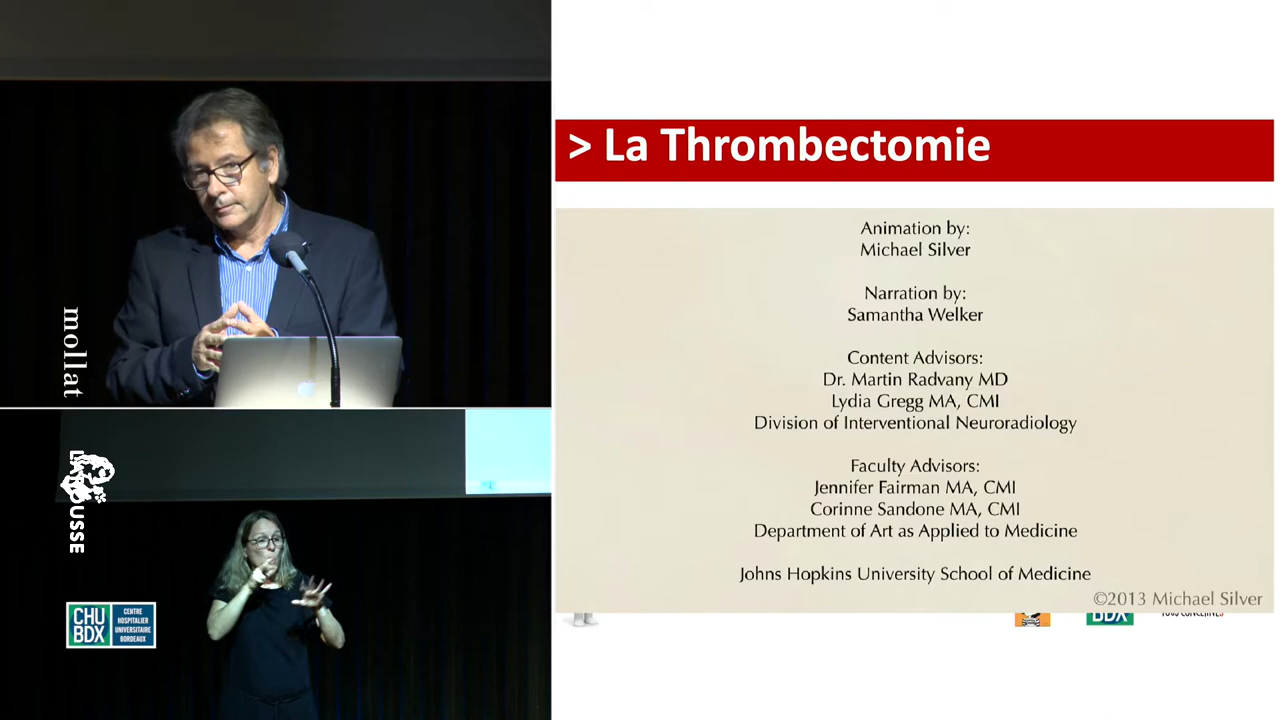 > La Thrombectomie
Animation by:
Michael Silver
Narration by:
Samantha Welker
Content Advisors:
Dr. Martin Radvany MD
Lydia Gregg MA, CMI
Division of Interventional Neuroradiology
Faculty Advisors:
Jennifer Fairman MA, CMI
Corinne Sandone MA, CMI
Department of Art as Applied to Medicine
Johns Hopkins University School of Medicine
©2013 Michael Silver
mollat
LAROUSSE
CHU
BDX
CENTRE
HOSPITALIER
UNIVERSITAIRE
BORDEAUX
BDX